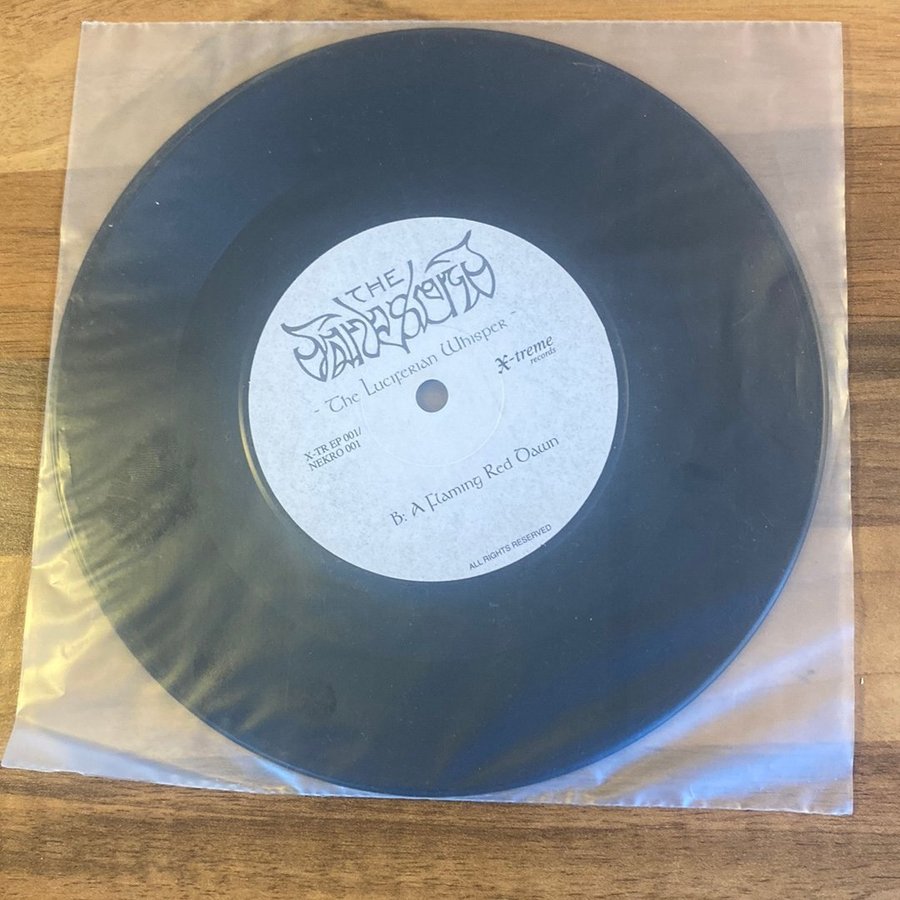 THE
- The Luciferian Whisper -
X-treme
records
X-TR EP 001/
NEKRO 001
B: A Flaming Red Dawn
ALL RIGHTS RESERVED